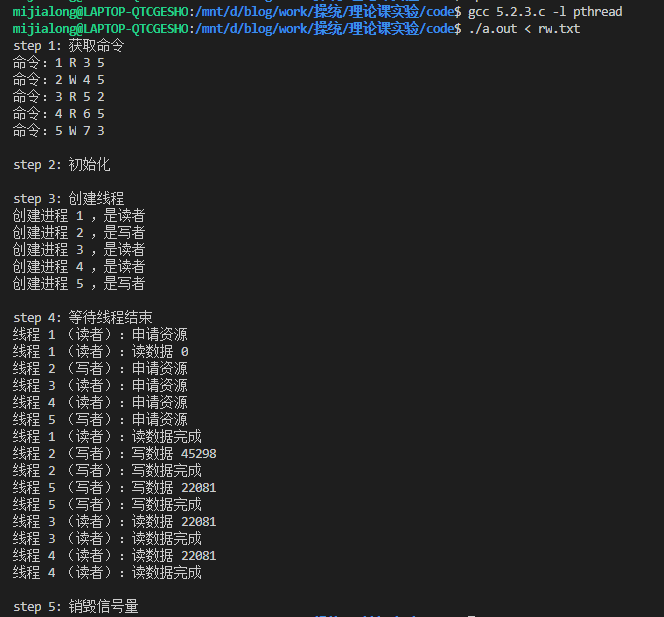 mijialong@LAPTOP-QTCGESHO:/mnt/d/blog/work/操统/理论课实验/code$ gcc 5.2.3.c -l pthread
mijialong@LAPTOP-QTCGESHO:/mnt/d/blog/work/操统/理论课实验/code$ ./a.out < rw.txt
step 1: 获取命令
命令: 1 R 3 5
命令: 2 W 4 5
命令: 3 R 5 2
命令: 4 R 6 5
命令: 5 W 7 3
step 2: 初始化
step 3: 创建线程
创建进程 1 ，是读者
创建进程 2 ，是写者
创建进程 3 ，是读者
创建进程 4 ，是读者
创建进程 5 ，是写者
step 4: 等待线程结束
线程 1 （读者）：申请资源
线程 1 （读者）：读数据 0
线程 2 （写者）：申请资源
线程 3 （读者）：申请资源
线程 4 （读者）：申请资源
线程 5 （写者）：申请资源
线程 1 （读者）：读数据完成
线程 2 （写者）：写数据 45298
线程 2 （写者）：写数据完成
线程 5 （写者）：写数据 22081
线程 5 （写者）：写数据完成
线程 3 （读者）：读数据 22081
线程 3 （读者）：读数据完成
线程 4 （读者）：读数据 22081
线程 4 （读者）：读数据完成
step 5: 销毁信号量